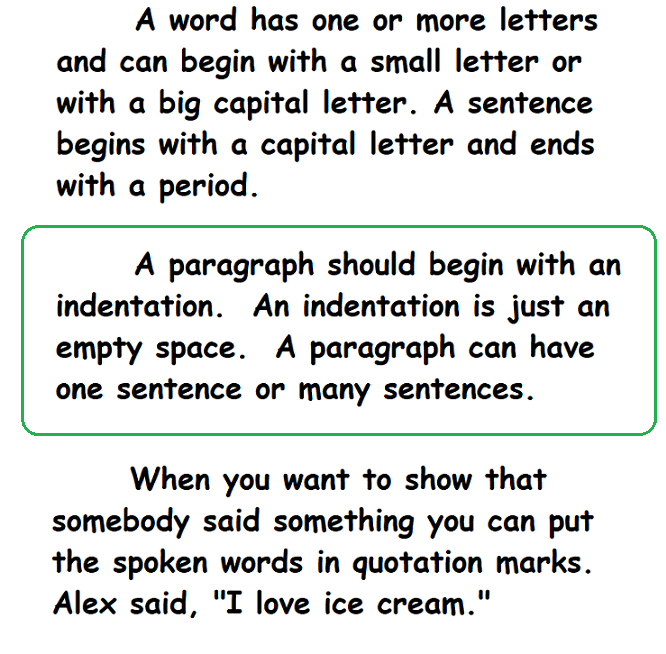 A word has one or more letters
and can begin with a small letter or
with a big capital letter. A sentence
begins with a capital letter and ends
with a period.
A paragraph should begin with an
indentation.  An indentation is just an
empty space.  A paragraph can have
one sentence or many sentences.
When you want to show that
somebody said something you can put
the spoken words in quotation marks.
Alex said, "I love ice cream."